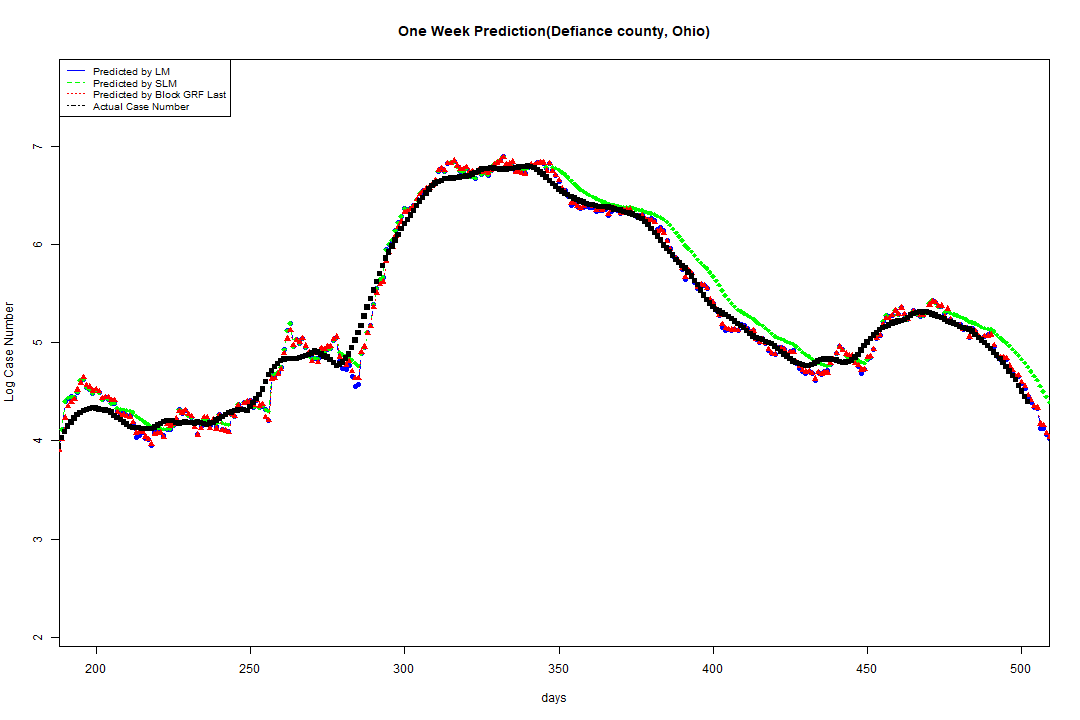 One Week Prediction(Defiance county, Ohio)
Predicted by LM
Predicted by SLM
Predicted by Block GRF Last
Actual Case Number
7
6
5
4
3
2
Log Case Number
200 250 300 350 400 450 500
days